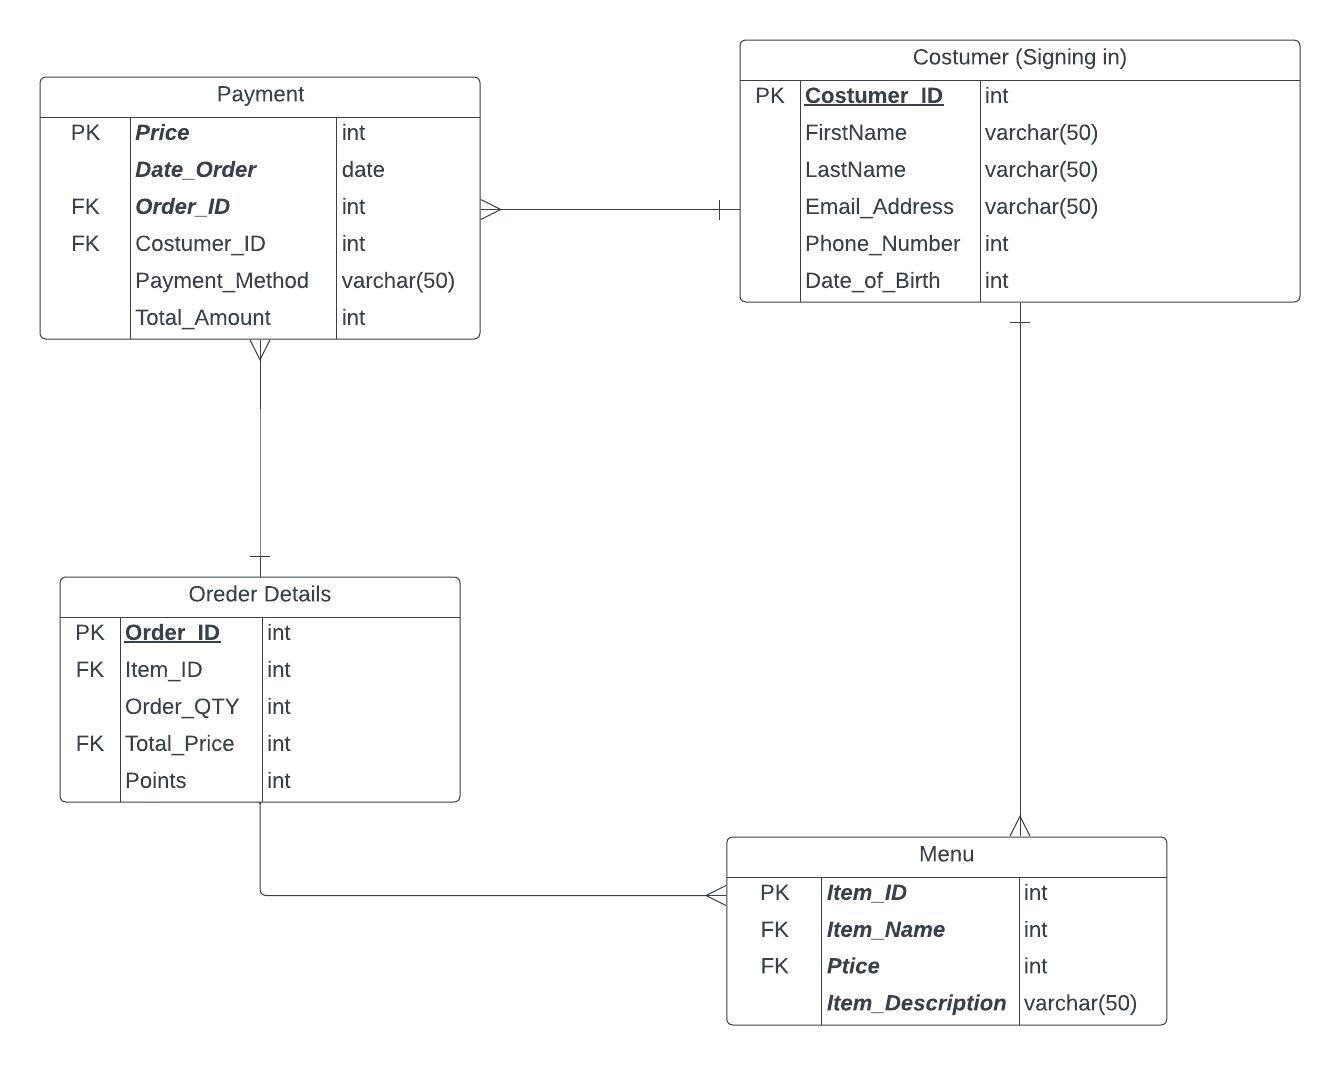 Payment
PK Price int
Date_Order date
FK Order_ID int
FK Costumer_ID int
Payment_Method varchar(50)
Total_Amount int
Costumer (Signing in)
PK Costumer_ID int
FirstName varchar(50)
LastName varchar(50)
Email_Address varchar(50)
Phone_Number int
Date_of_Birth int
Oreder Details
PK Order_ID int
FK Item_ID int
Order_QTY int
FK Total_Price int
Points int
Menu
PK Item_ID int
FK Item_Name int
FK Ptice int
Item_Description varchar(50)